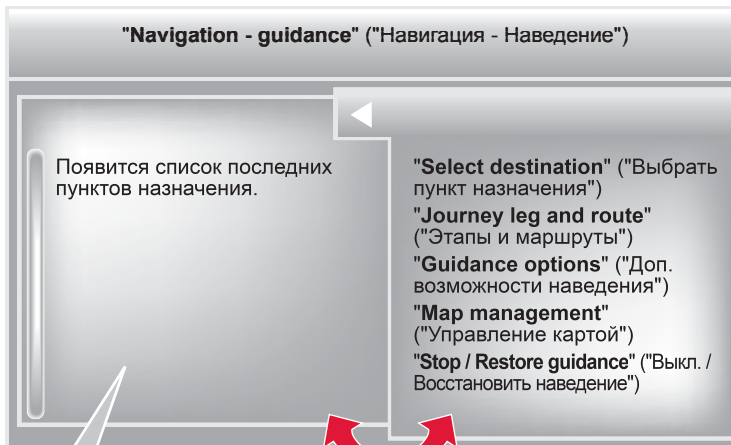 "Navigation - guidance" ("Навигация - Наведение")
Появится список последних
пунктов назначения.
"Select destination" ("Выбрать
пункт назначения")
"Journey leg and route"
("Этапы и маршруты")
"Guidance options" ("Доп.
возможности наведения")
"Map management"
("Управление картой")
"Stop / Restore guidance" ("Выкл. /
Восстановить наведение")